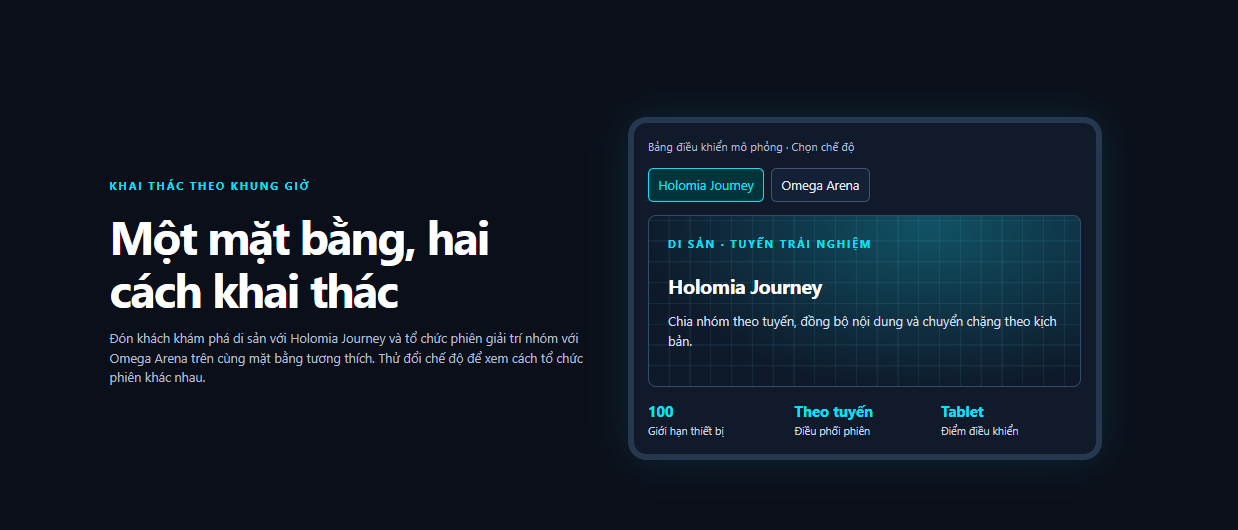 KHAI THÁC THEO KHUNG GIỜ
Một mặt bằng, hai
cách khai thác
Đón khách khám phá di sản với Holomia Journey và tổ chức phiên giải trí nhóm với
Omega Arena trên cùng mặt bằng tương thích. Thử đổi chế độ để xem cách tổ chức
phiên khác nhau.
Bảng điều khiển mô phỏng · Chọn chế độ
Holomia Journey
Omega Arena
DI SẢN · TUYẾN TRẢI NGHIỆM
Holomia Journey
Chia nhóm theo tuyến, đồng bộ nội dung và chuyển chặng theo kịch
bản.
100
Giới hạn thiết bị
Theo tuyến
Điều phối phiên
Tablet
Điểm điều khiển